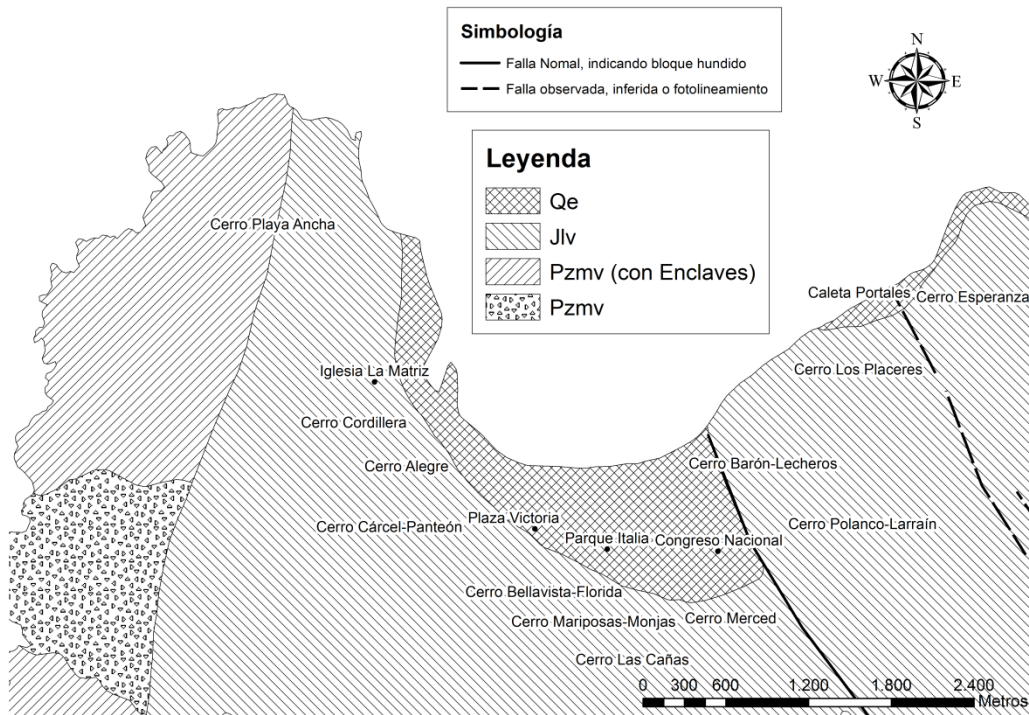 Simbología
Falla Nomal, indicando bloque hundido
Falla observada, inferida o fotolineamiento
N
W E
S
Leyenda
Qe
Jlv
Pzmv (con Enclaves)
Pzmv
Cerro Playa Ancha
Caleta Portales
Cerro Esperanza
Iglesia La Matriz
Cerro Los Placeres
Cerro Cordillera
Cerro Alegre
Cerro Barón-Lecheros
Cerro Cárcel-Panteón
Plaza Victoria
Cerro Polanco-Larraín
Parque Italia
Congreso Nacional
Cerro Bellavista-Florida
Cerro Mariposas-Monjas
Cerro Merced
Cerro Las Cañas
0 300 600 1.200 1.800 2.400
Metros